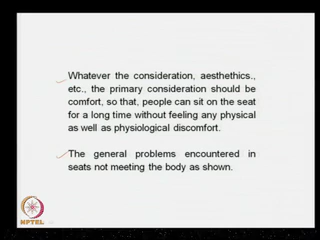 Whatever the consideration, aesthethics.,
etc., the primary consideration should be
comfort, so that, people can sit on the seat
for a long time without feeling any physical
as well as physiological discomfort.
The general problems encountered in
seats not meeting the body as shown.
NPTEL